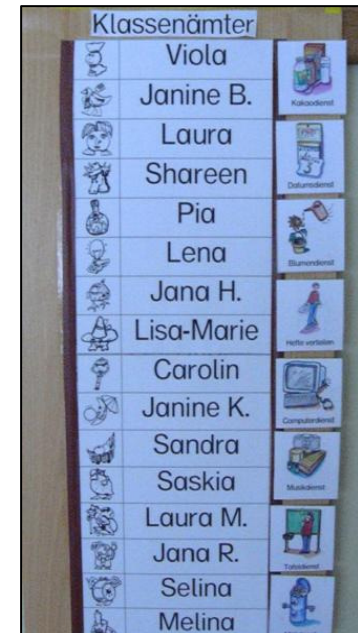 Klassenämter
Viola
Janine B.
Kakaodienst
Laura
Shareen
Datumsdienst
Pia
Lena
Blumendienst
Jana H.
Lisa-Marie
Hefte verteilen
Carolin
Janine K.
Computerdienst
Sandra
Saskia
Musikdienst
Laura M.
Jana R.
Tafeldienst
Selina
Melina